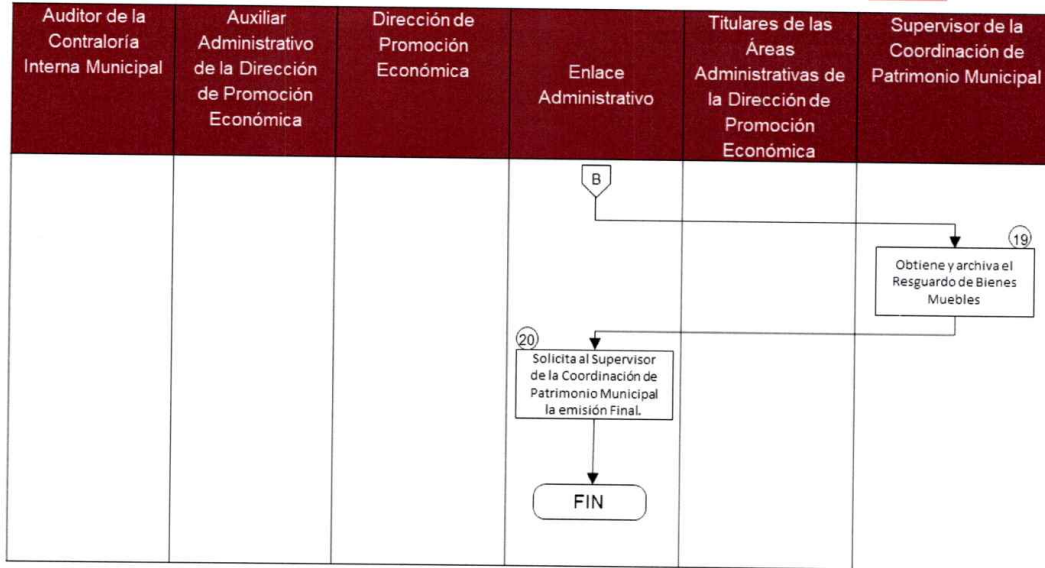 Auditor de la
Contraloría
Interna Municipal
Auxiliar
Administrativo
de la Dirección
de Promoción
Económica
Dirección de
Promoción
Económica
Enlace
Administrativo
Titulares de las
Áreas
Administrativas de
la Dirección de
Promoción
Económica
Supervisor de la
Coordinación de
Patrimonio Municipal
B
19
Obtiene y archiva el
Resguardo de Bienes
Muebles
20
Solicita al Supervisor
de la Coordinación de
Patrimonio Municipal
la emisión Final.
FIN